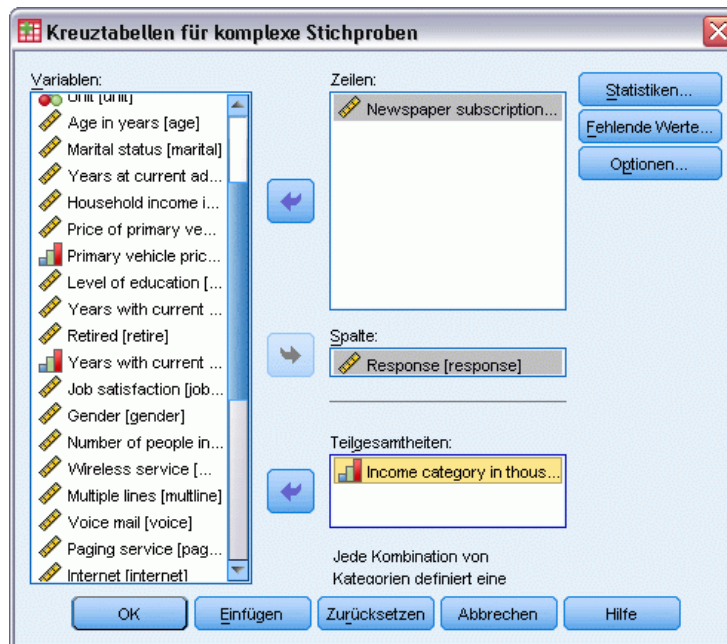 Kreuztabellen für komplexe Stichproben
Variablen:
Unit [unit]
Age in years [age]
Marital status [marital]
Years at current ad...
Household income i...
Price of primary ve...
Primary vehicle pric...
Level of education [...
Years with current ...
Retired [retire]
Years with current ...
Job satisfaction [job...
Gender [gender]
Number of people in...
Wireless service [...
Multiple lines [multline]
Voice mail [voice]
Paging service [pag...
Internet [internet]
Zeilen:
Newspaper subscription...
Spalte:
Response [response]
Teilgesamtheiten:
Income category in thous...
Jede Kombination von
Kategorien definiert eine
Statistiken...
Fehlende Werte...
Optionen...
OK
Einfügen
Zurücksetzen
Abbrechen
Hilfe